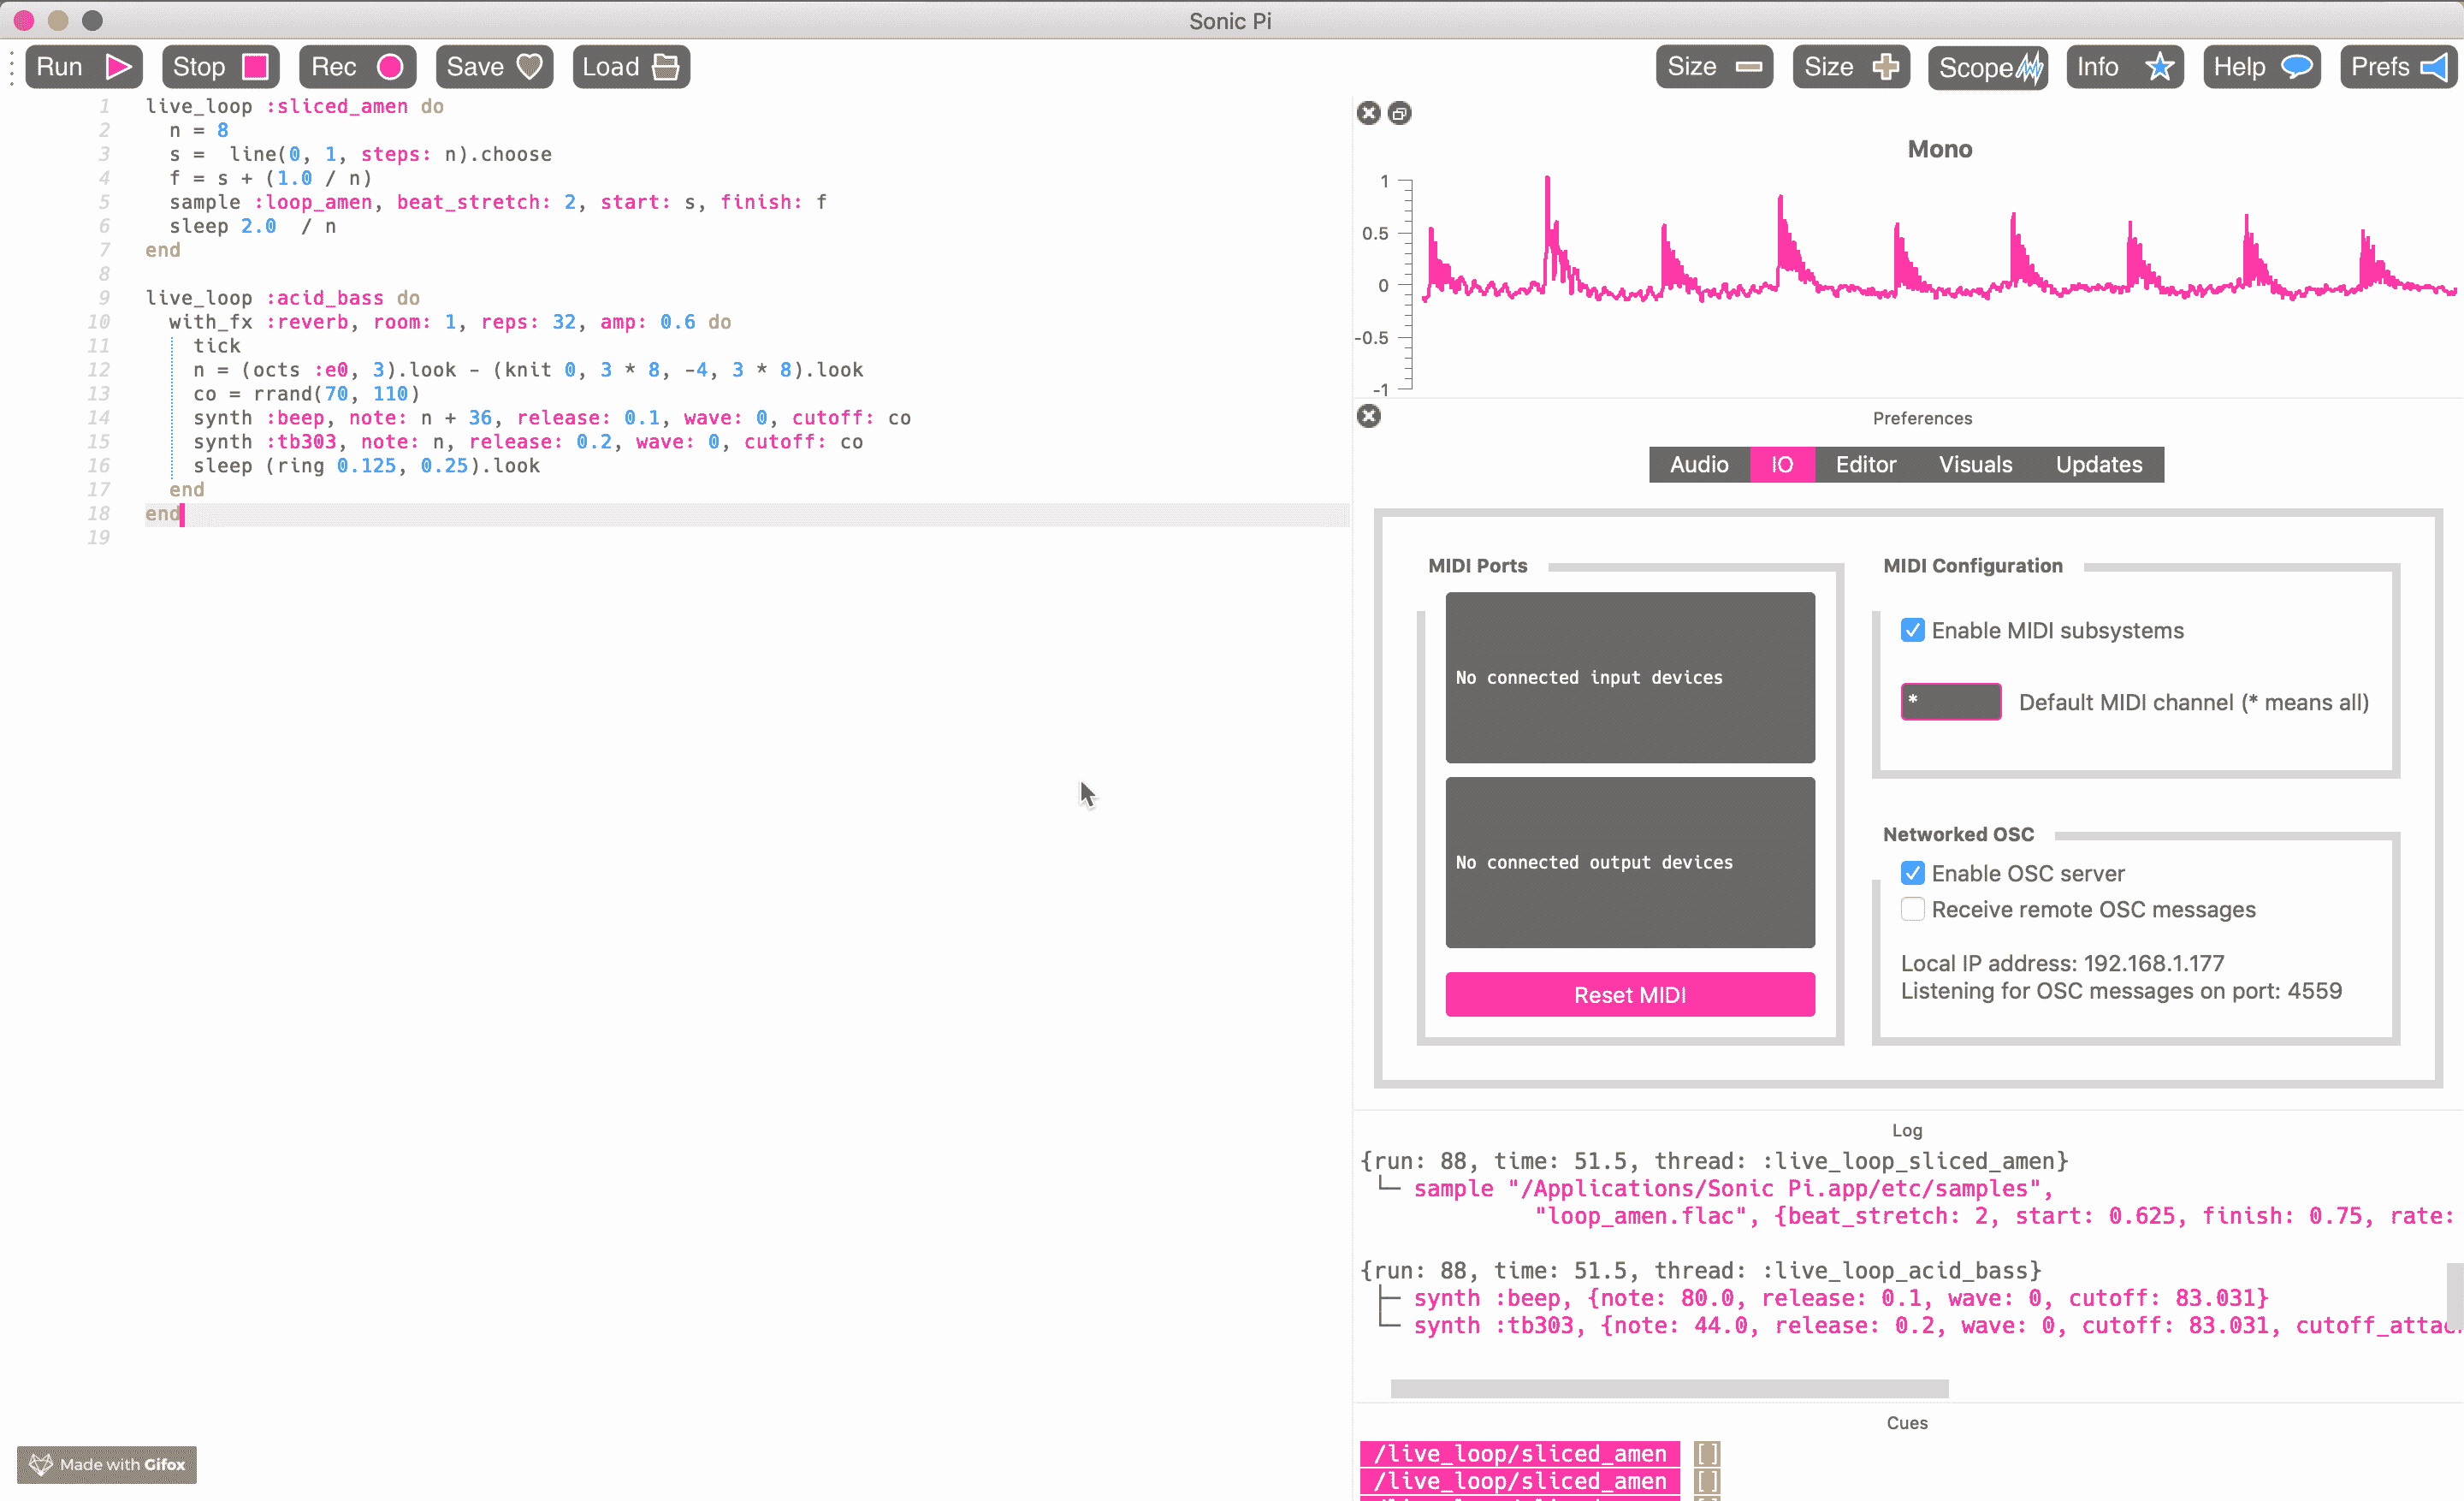 Sonic Pi
Run Stop Rec Save Load Size Size Scope Info Help Prefs
1 live_loop :sliced_amen do
2 n = 8
3 s =  line(0, 1, steps: n).choose
4 f = s + (1.0 / n)
5 sample :loop_amen, beat_stretch: 2, start: s, finish: f
6 sleep 2.0  / n
7 end
8
9 live_loop :acid_bass do
10 with_fx :reverb, room: 1, reps: 32, amp: 0.6 do
11 tick
12 n = (octs :e0, 3).look - (knit 0, 3 * 8, -4, 3 * 8).look
13 co = rrand(70, 110)
14 synth :beep, note: n + 36, release: 0.1, wave: 0, cutoff: co
15 synth :tb303, note: n, release: 0.2, wave: 0, cutoff: co
16 sleep (ring 0.125, 0.25).look
17 end
18 end
19
Made with Gifox
Mono
1
0.5
0
-0.5
-1
Preferences
Audio IO Editor Visuals Updates
MIDI Ports
No connected input devices
No connected output devices
Reset MIDI
MIDI Configuration
Enable MIDI subsystems
* Default MIDI channel (* means all)
Networked OSC
Enable OSC server
Receive remote OSC messages
Local IP address: 192.168.1.177
Listening for OSC messages on port: 4559
Log
{run: 88, time: 51.5, thread: :live_loop_sliced_amen}
sample "/Applications/Sonic Pi.app/etc/samples",
"loop_amen.flac", {beat_stretch: 2, start: 0.625, finish: 0.75, rate:
{run: 88, time: 51.5, thread: :live_loop_acid_bass}
synth :beep, {note: 80.0, release: 0.1, wave: 0, cutoff: 83.031}
synth :tb303, {note: 44.0, release: 0.2, wave: 0, cutoff: 83.031,
Cues
/live_loop/sliced_amen []
/live_loop/sliced_amen []